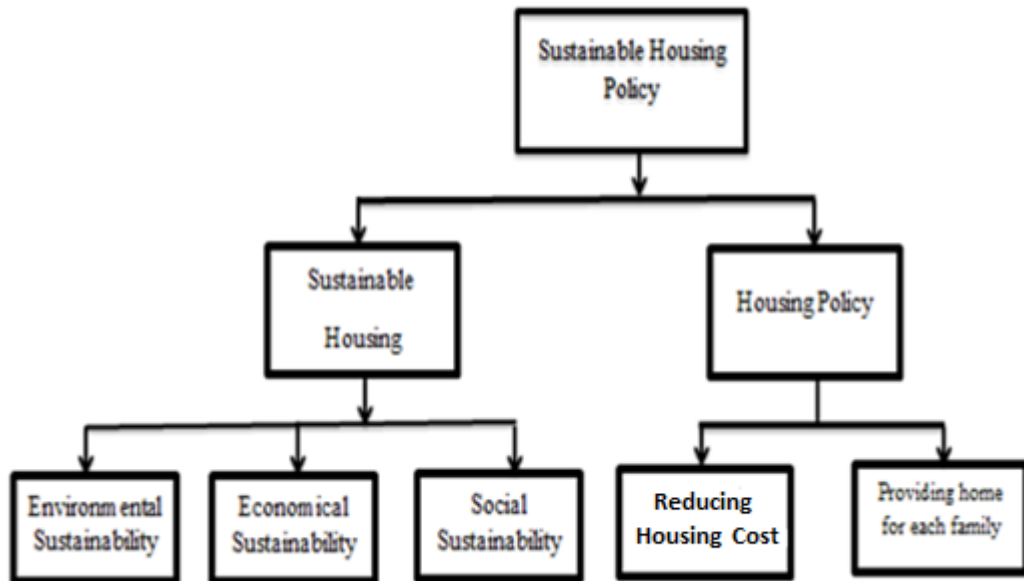 Sustainable Housing
Policy
Sustainable
Housing
Housing Policy
Environmental
Sustainability
Economical
Sustainability
Social
Sustainability
Reducing
Housing Cost
Providing home
for each family